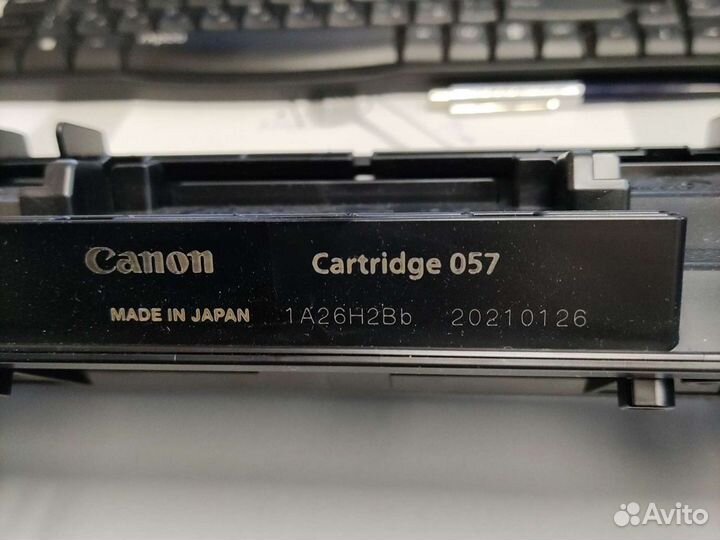 Canon Cartridge 057
MADE IN JAPAN 1A26H2Bb 20210126
Avito